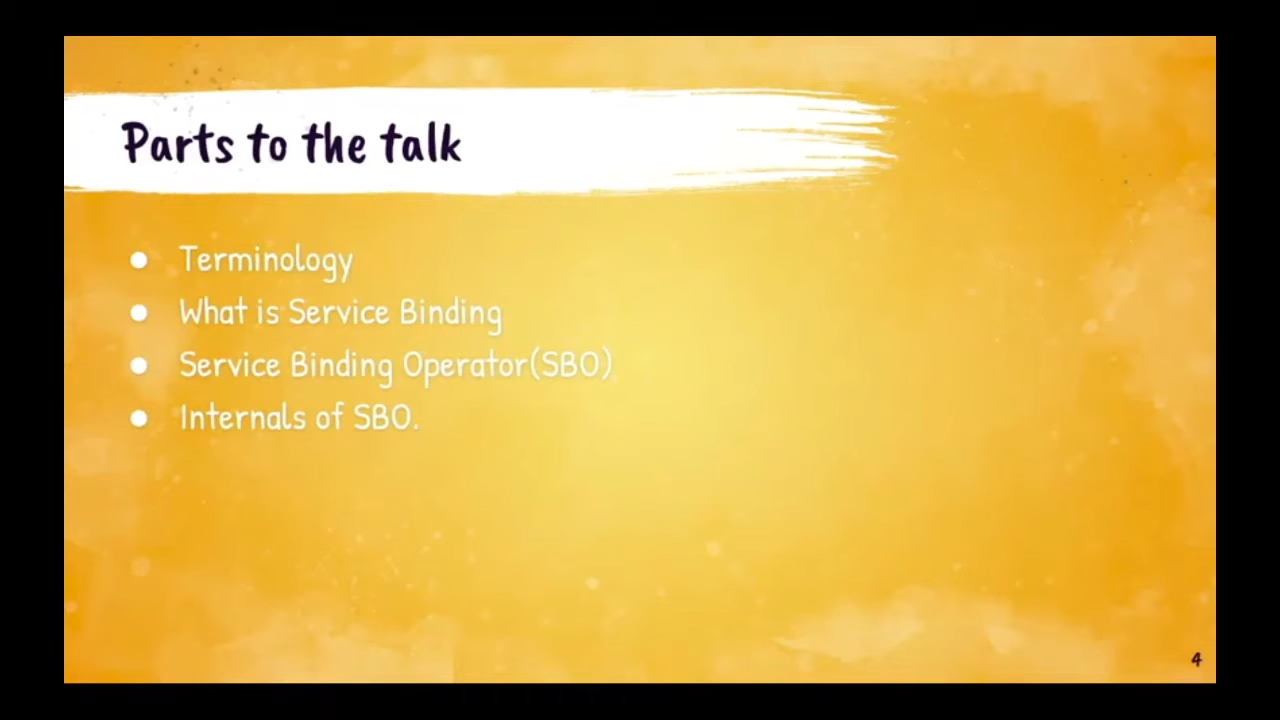 Parts to the talk
● Terminology
● What is Service Binding
● Service Binding Operator(SBO)
● Internals of SBO.
4